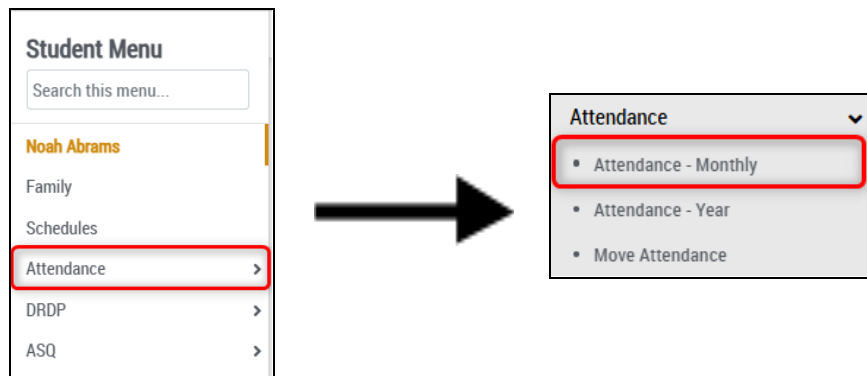 Student Menu
Search this menu...
Noah Abrams
Family
Schedules
Attendance
DRDP
ASQ
Attendance
• Attendance - Monthly
• Attendance - Year
• Move Attendance